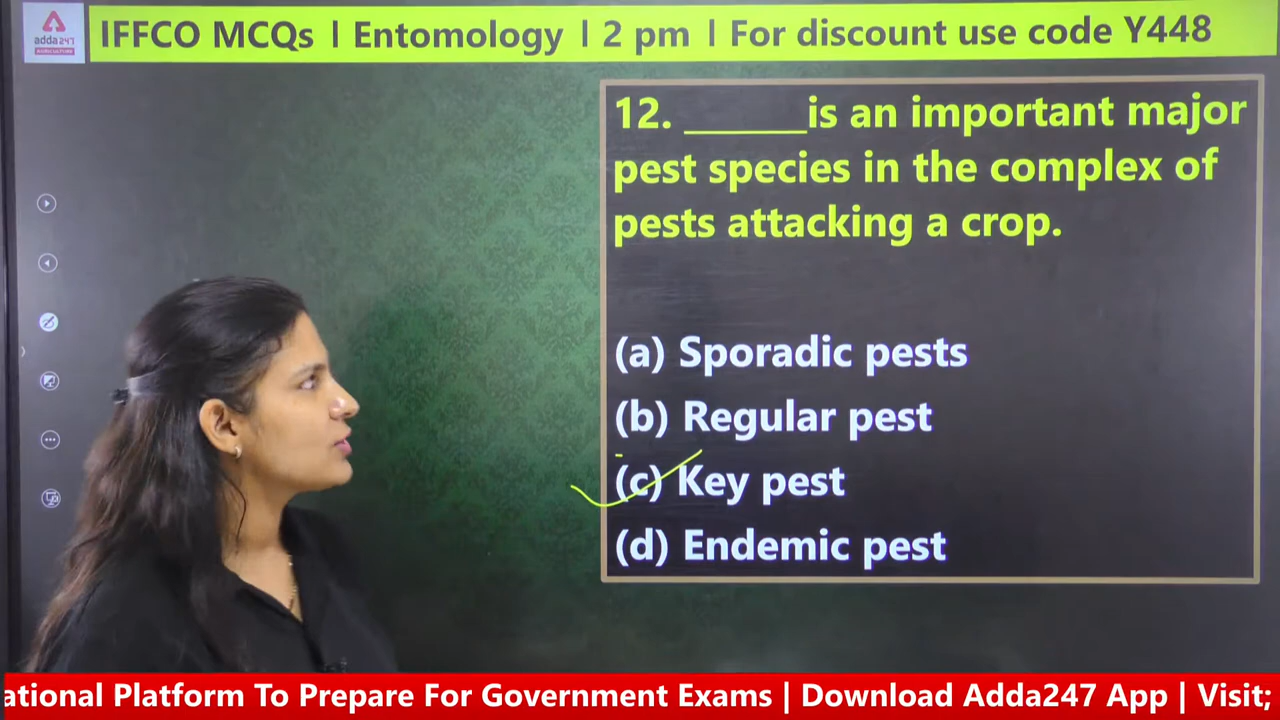 adda247
IFFCO MCQs | Entomology | 2 pm | For discount use code Y448
12. ______is an important major
pest species in the complex of
pests attacking a crop.
(a) Sporadic pests
(b) Regular pest
(c) Key pest
(d) Endemic pest
ational Platform To Prepare For Government Exams | Download Adda247 App | Visit;